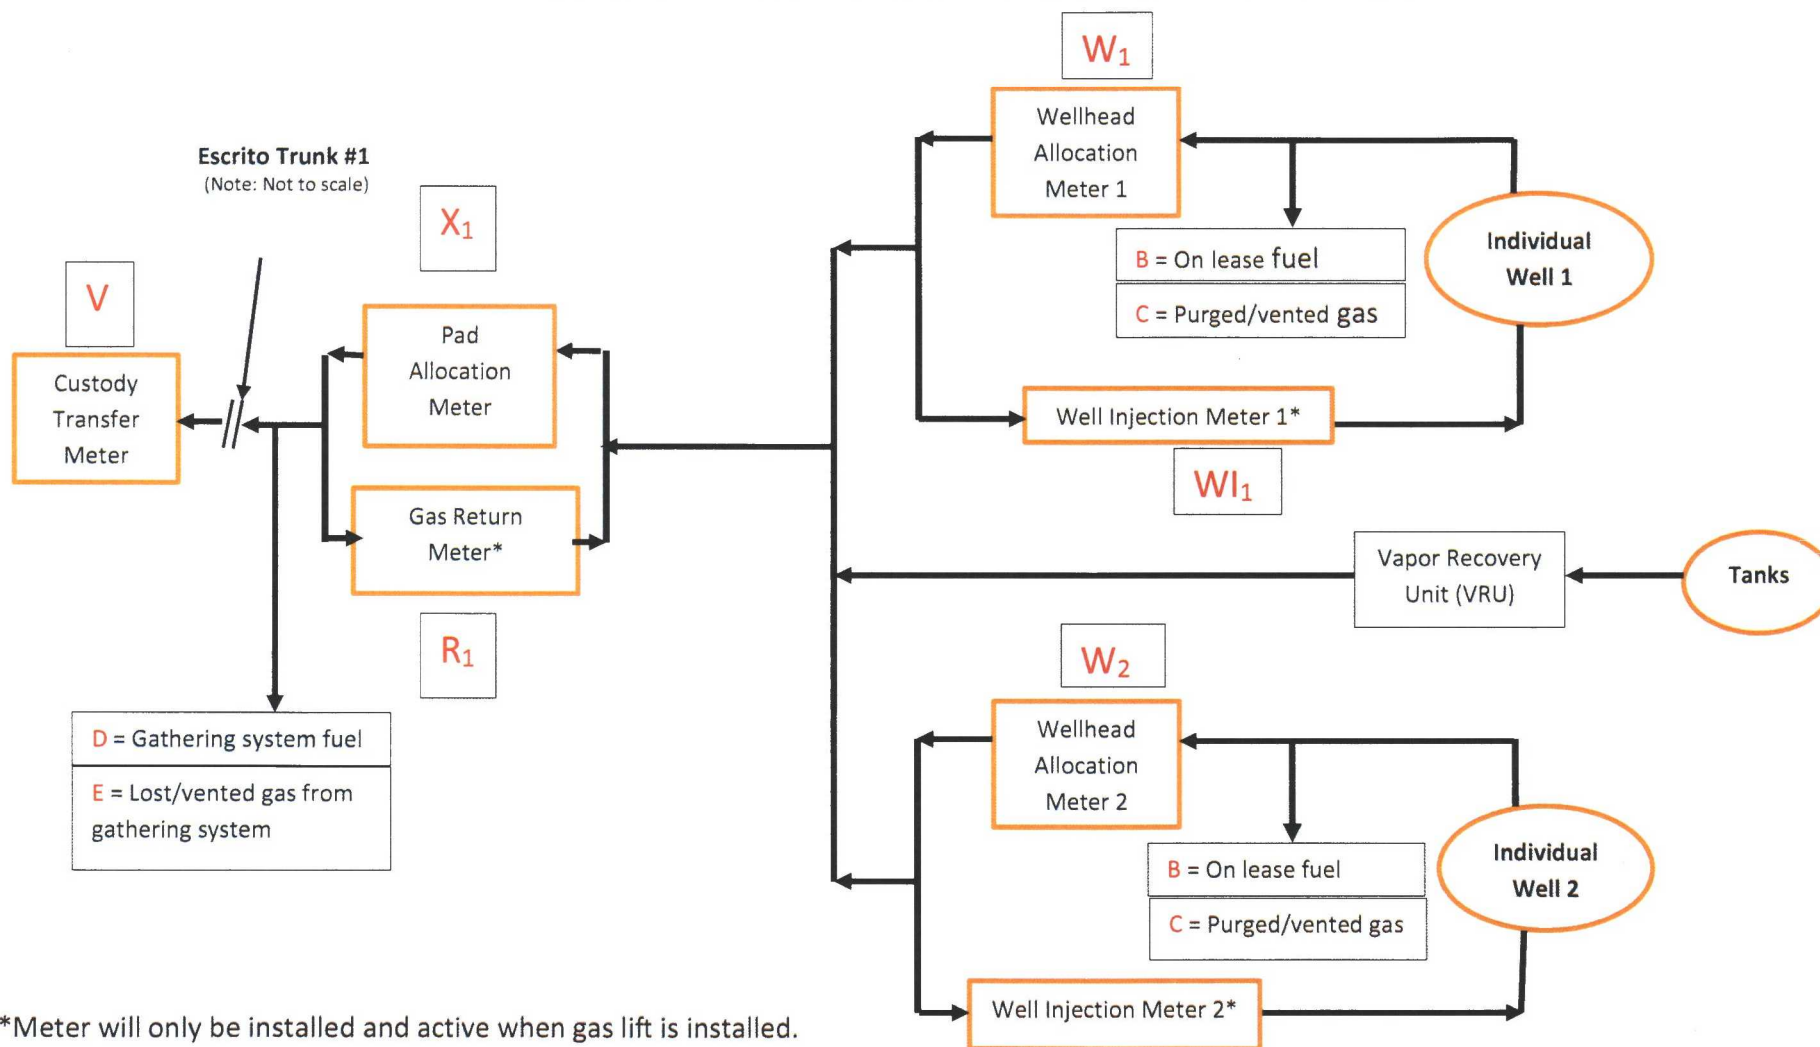 W₁
Wellhead
Allocation
Meter 1
Escrito Trunk #1
(Note: Not to scale)
X₁
B = On lease fuel
C = Purged/vented gas
Individual
Well 1
V
Pad
Allocation
Meter
Custody
Transfer
Meter
Well Injection Meter 1*
WI₁
Gas Return
Meter*
R₁
Vapor Recovery
Unit (VRU)
Tanks
W₂
Wellhead
Allocation
Meter 2
D = Gathering system fuel
E = Lost/vented gas from
gathering system
B = On lease fuel
C = Purged/vented gas
Individual
Well 2
Well Injection Meter 2*
*Meter will only be installed and active when gas lift is installed.